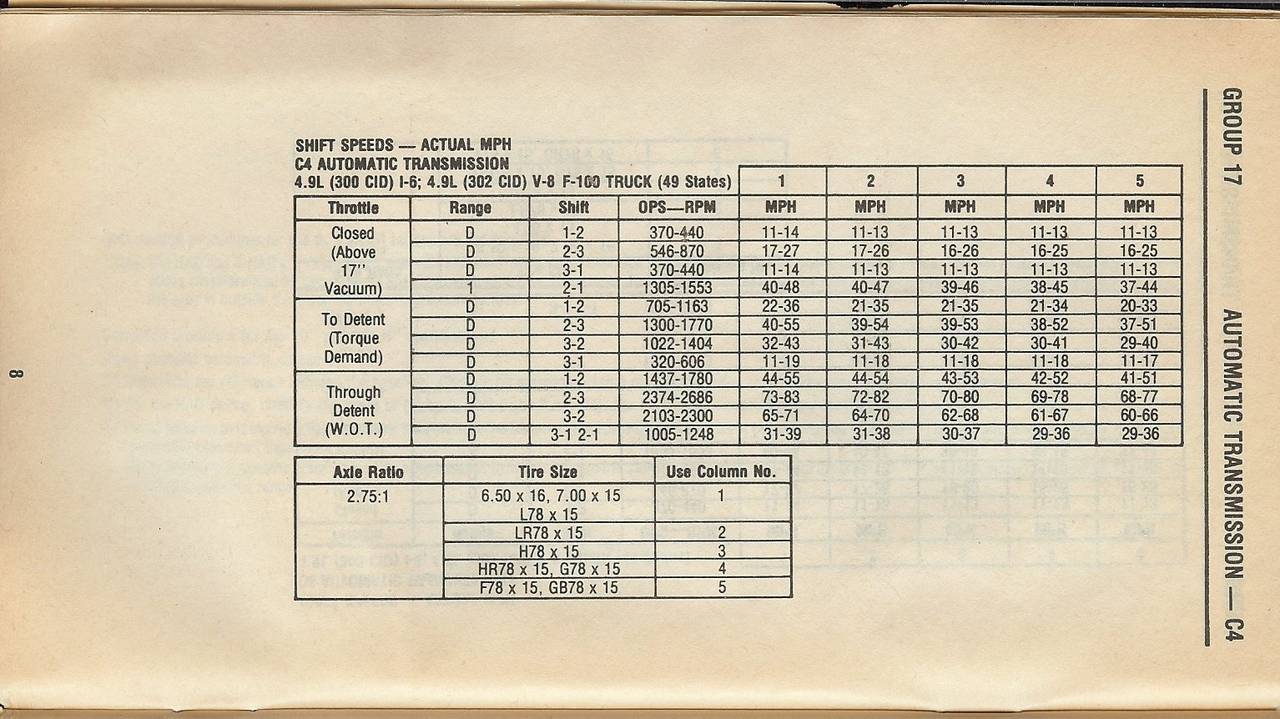 GROUP 17 AUTOMATIC TRANSMISSION — C4
SHIFT SPEEDS — ACTUAL MPH
C4 AUTOMATIC TRANSMISSION
4.9L (300 CID) I-6; 4.9L (302 CID) V-8 F-100 TRUCK (49 States) 1 2 3 4 5
Throttle Range Shift OPS—RPM MPH MPH MPH MPH MPH
Closed D 1-2 370-440 11-14 11-13 11-13 11-13 11-13
(Above D 2-3 546-870 17-27 17-26 16-26 16-25 16-25
17'' D 3-1 370-440 11-14 11-13 11-13 11-13 11-13
Vacuum) 1 2-1 1305-1553 40-48 40-47 39-46 38-45 37-44
D 1-2 705-1163 22-36 21-35 21-35 21-34 20-33
To Detent D 2-3 1300-1770 40-55 39-54 39-53 38-52 37-51
(Torque D 3-2 1022-1404 32-43 31-43 30-42 30-41 29-40
Demand) D 3-1 320-606 11-19 11-18 11-18 11-18 11-17
D 1-2 1437-1780 44-55 44-54 43-53 42-52 41-51
Through D 2-3 2374-2686 73-83 72-82 70-80 69-78 68-77
Detent D 3-2 2103-2300 65-71 64-70 62-68 61-67 60-66
(W.O.T.) D 3-1 2-1 1005-1248 31-39 31-38 30-37 29-36 29-36
Axle Ratio Tire Size Use Column No.
2.75:1 6.50 x 16, 7.00 x 15 1
L78 x 15
LR78 x 15 2
H78 x 15 3
HR78 x 15, G78 x 15 4
F78 x 15, GB78 x 15 5
8